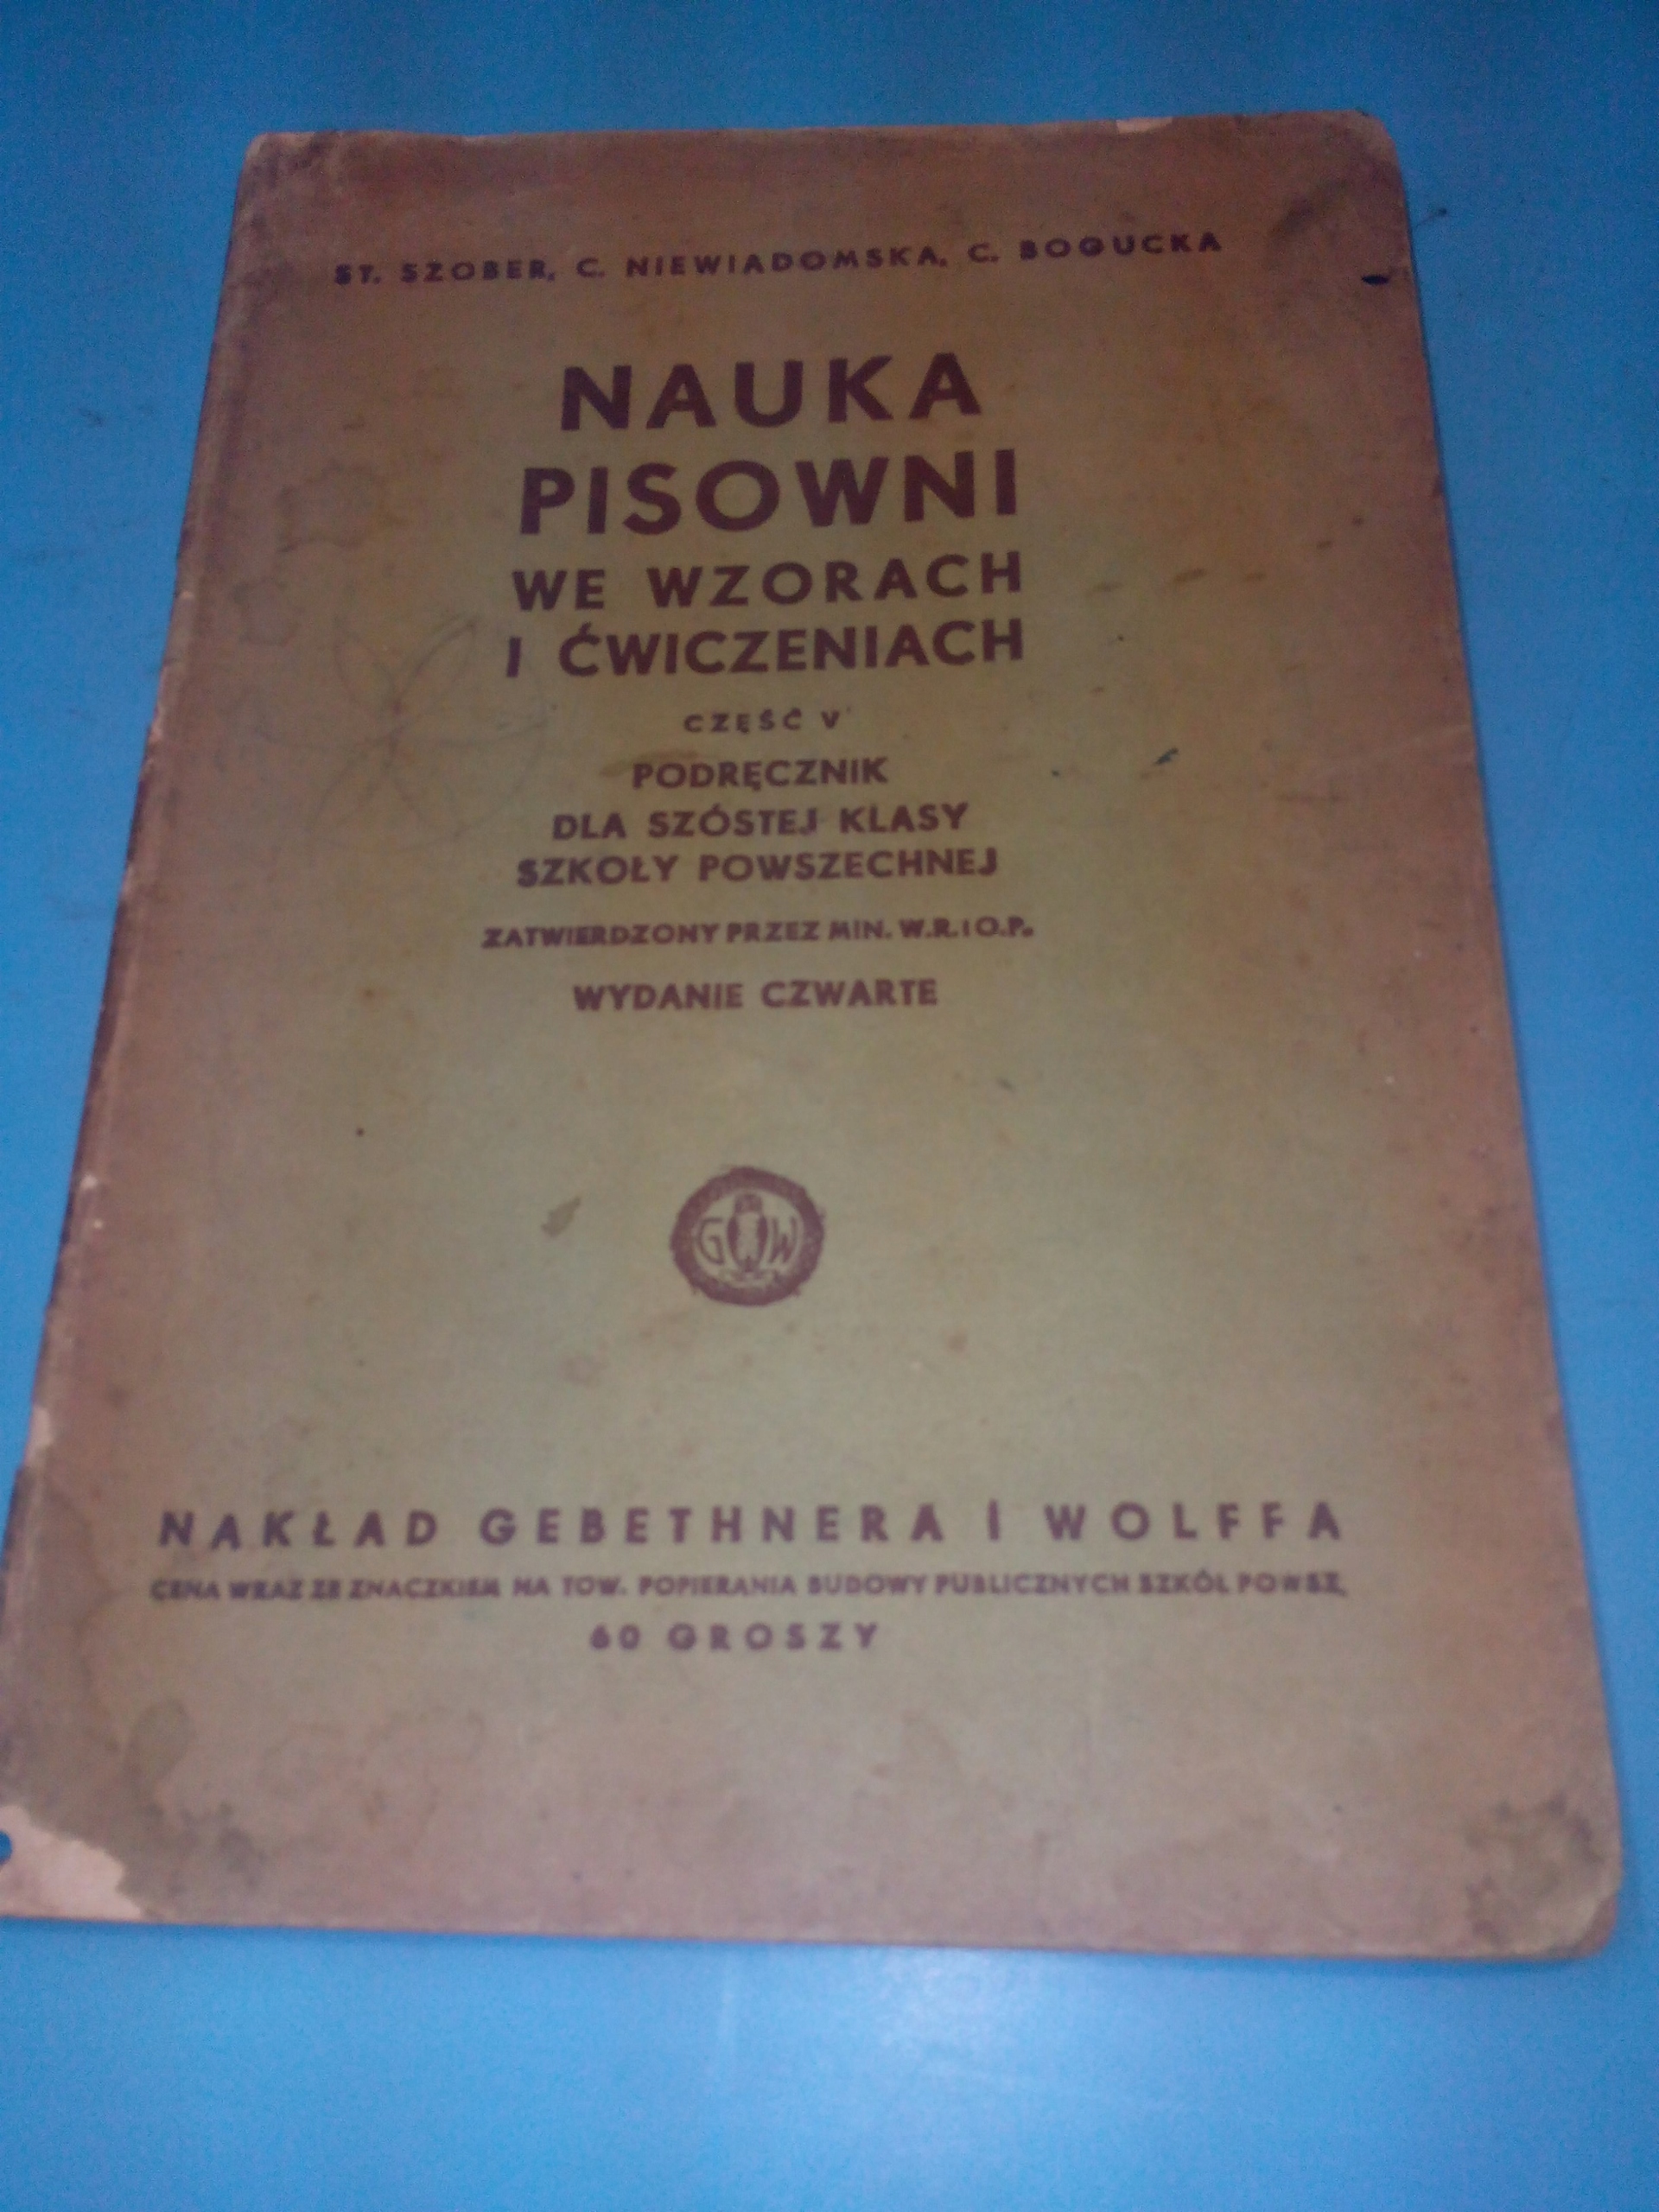 ST. SZOBER, C. NIEWIADOMSKA, C. BOGUCKA
NAUKA
PISOWNI
WE WZORACH
I ĆWICZENIACH
CZĘŚĆ V
PODRĘCZNIK
DLA SZÓSTEJ KLASY
SZKOŁY POWSZECHNEJ
ZATWIERDZONY PRZEZ MIN. W.R. I O.P.
WYDANIE CZWARTE
G W
NAKŁAD GEBETHNERA I WOLFFA
CENA WRAZ ZE ZNACZKIEM NA TOW. POPIERANIA BUDOWY PUBLICZNYCH SZKÓŁ POWSZ.
60 GROSZY